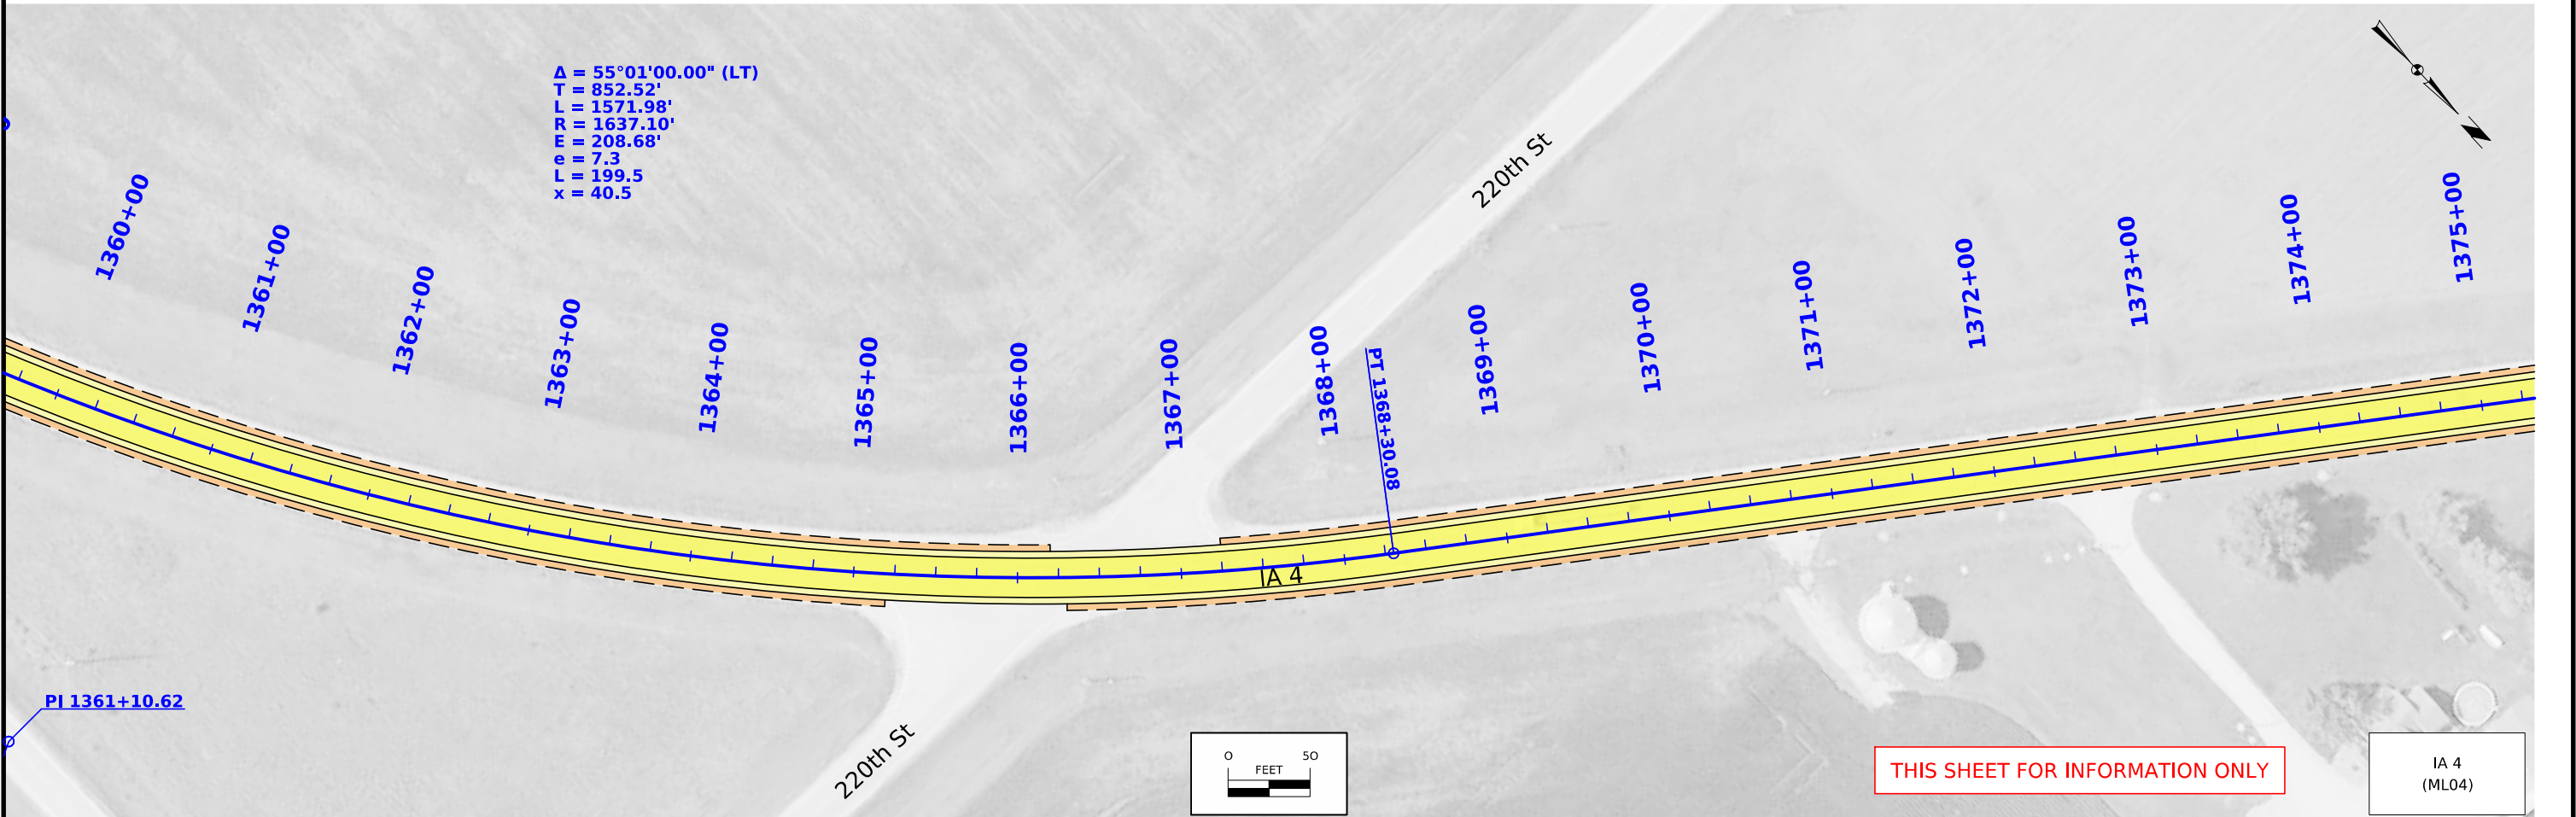 Δ = 55°01'00.00" (LT)
T = 852.52'
L = 1571.98'
R = 1637.10'
E = 208.68'
e = 7.3
L = 199.5
x = 40.5
1360+00
1361+00
1362+00
1363+00
1364+00
1365+00
1366+00
1367+00
1368+00
PT 1368+30.08
1369+00
1370+00
1371+00
1372+00
1373+00
1374+00
1375+00
220th St
N
IA 4
PI 1361+10.62
220th St
0 50
FEET
THIS SHEET FOR INFORMATION ONLY
IA 4
(ML04)